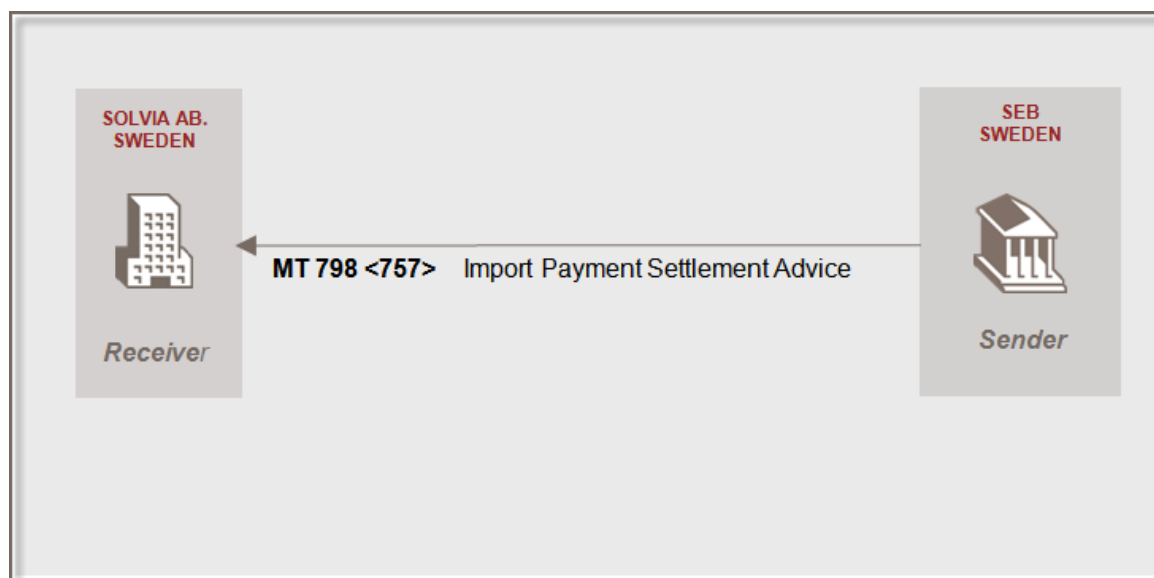 SOLVIA AB.
SWEDEN
SEB
SWEDEN
MT 798 <757> Import Payment Settlement Advice
Receiver
Sender